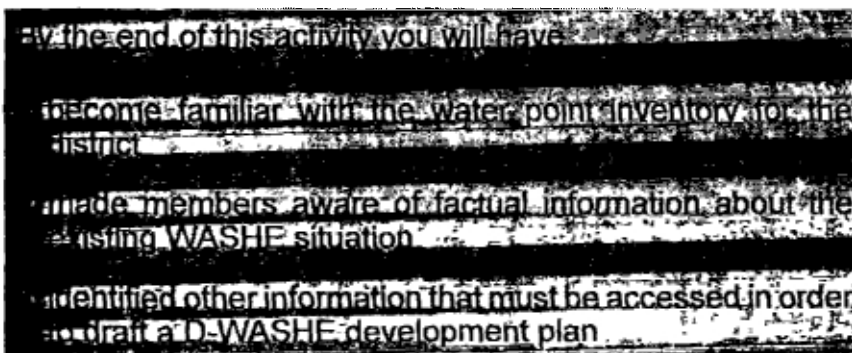 By the end of this activity you will have
become familiar with the water point inventory for the
district
made members aware of factual information about the
existing WASHE situation
identified other information that must be accessed in order
to draft a D-WASHE development plan